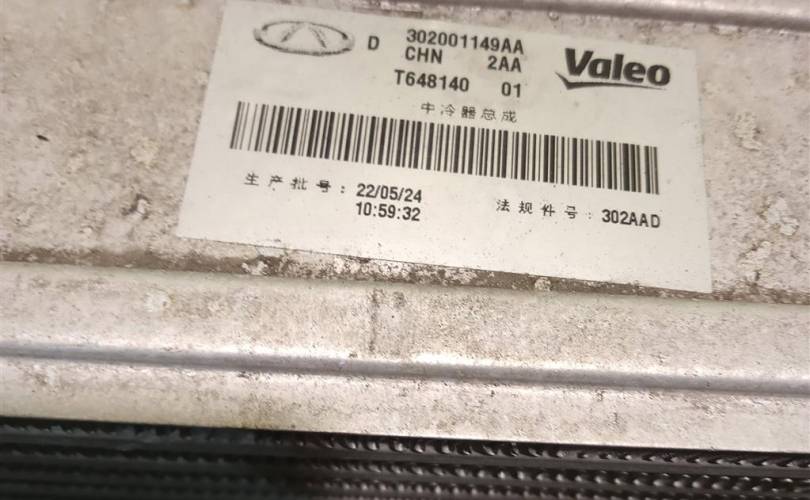 D 302001149AA
CHN 2AA
T648140 01
Valeo
中冷器总成
生产批号: 22/05/24
10:59:32
法规件号: 302AAD